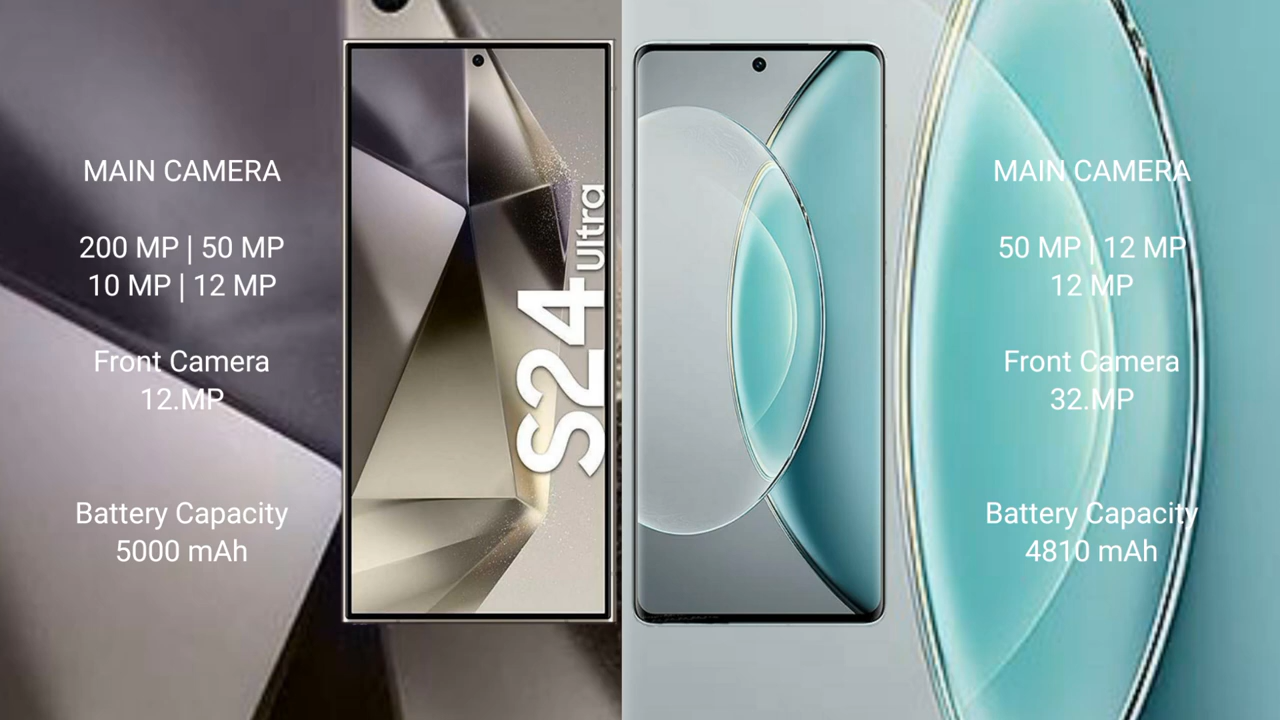 MAIN CAMERA
200 MP | 50 MP
10 MP | 12 MP
Front Camera
12.MP
Battery Capacity
5000 mAh
S24 Ultra
MAIN CAMERA
50 MP | 12 MP
12 MP
Front Camera
32.MP
Battery Capacity
4810 mAh